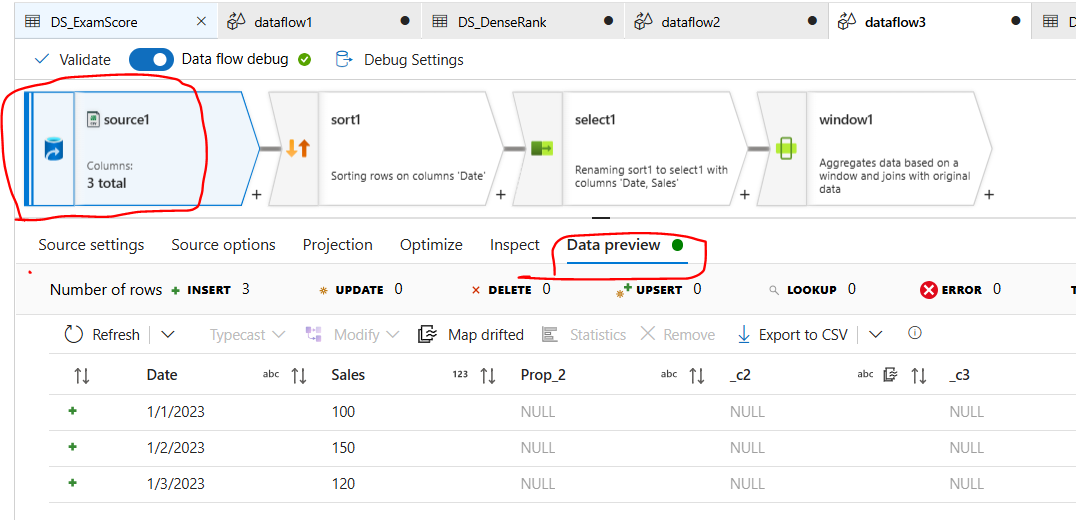 DS_ExamScore dataflow1 DS_DenseRank dataflow2 dataflow3
Validate Data flow debug Debug Settings
source1 sort1 select1 window1
Columns:
3 total
Sorting rows on columns 'Date'
Renaming sort1 to select1 with
columns 'Date, Sales'
Aggregates data based on a
window and joins with original
data
+ + + +
Source settings Source options Projection Optimize Inspect Data preview
Number of rows + INSERT 3 UPDATE 0 × DELETE 0 UPSERT 0 LOOKUP 0 ERROR 0
Refresh Typecast Modify Map drifted Statistics Remove Export to CSV
Date abc Sales 123 Prop_2 abc _c2 abc _c3
+ 1/1/2023 100 NULL NULL NULL
+ 1/2/2023 150 NULL NULL NULL
+ 1/3/2023 120 NULL NULL NULL